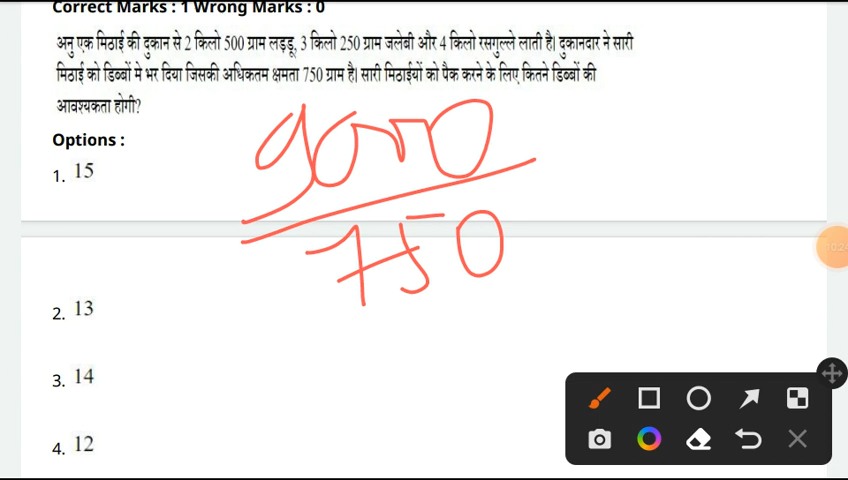 Correct Marks : 1 Wrong Marks : 0
अनु एक मिठाई की दुकान से 2 किलो 500 ग्राम लड्डू, 3 किलो 250 ग्राम जलेबी और 4 किलो रसगुल्ले लाती है। दुकानदार ने सारी
मिठाई को डिब्बों मे भर दिया जिसकी अधिकतम क्षमता 750 ग्राम है। सारी मिठाईयों को पैक करने के लिए कितने डिब्बों की
आवश्यकता होगी?
Options :
1. 15
750
2. 13
3. 14
4. 12